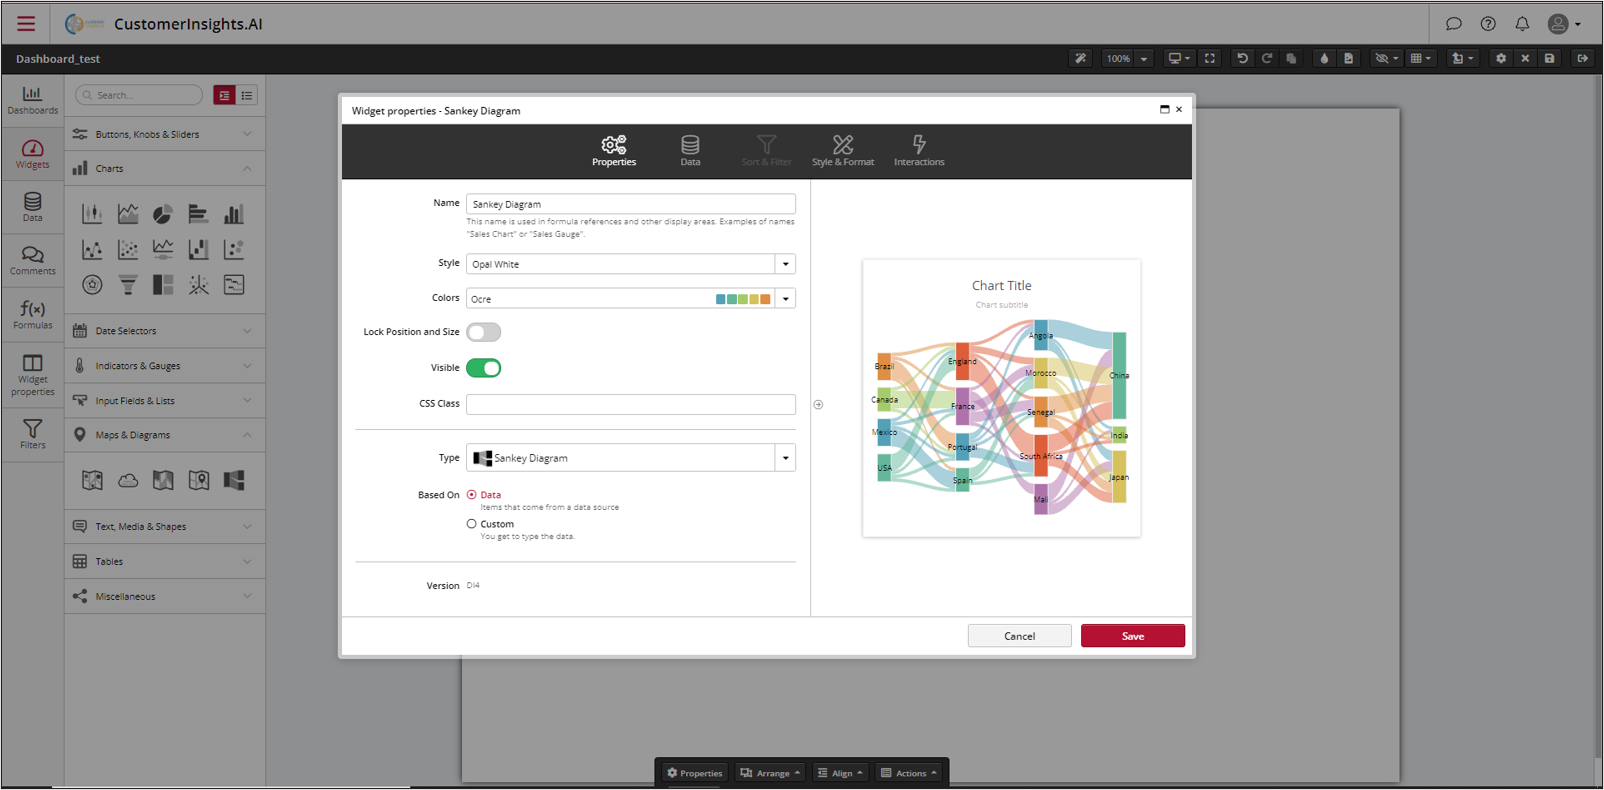 CustomerInsights.AI
Dashboard_test
100%
Dashboards
Widgets
Data
Comments
f(x)
Formulas
Widget
properties
Filters
Search...
Buttons, Knobs & Sliders
Charts
Date Selectors
Indicators & Gauges
Input Fields & Lists
Maps & Diagrams
Text, Media & Shapes
Tables
Miscellaneous
Widget properties - Sankey Diagram
Properties
Data
Sort & Filter
Style & Format
Interactions
Name
Sankey Diagram
This name is used in formula references and other display areas. Examples of names
"Sales Chart" or "Sales Gauge".
Style
Opal White
Colors
Ocre
Lock Position and Size
Visible
CSS Class
Type
Sankey Diagram
Based On
Data
Items that come from a data source
Custom
You get to type the data.
Version
DI4
Chart Title
Chart subtitle
Brazil
Canada
Mexico
USA
England
France
Portugal
Spain
Angola
Morocco
Senegal
South Africa
Mali
China
India
Japan
Cancel
Save
Properties
Arrange
Align
Actions